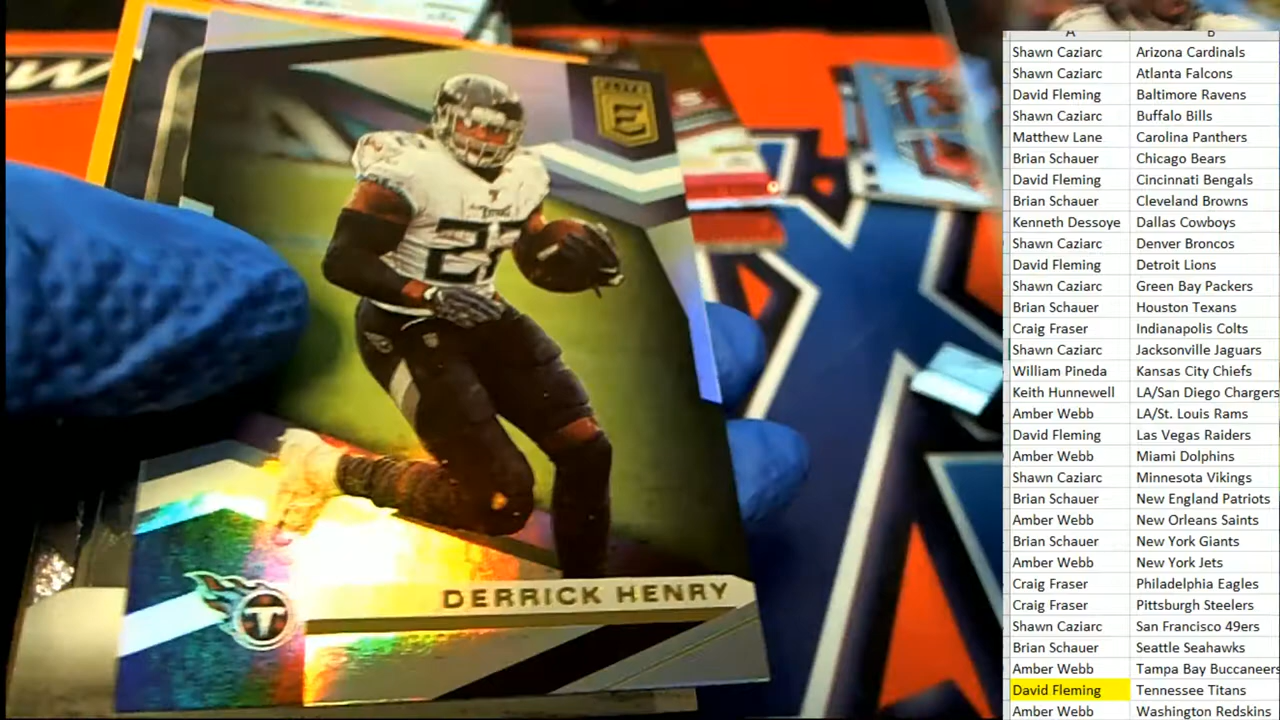 2020
E
TITANS
22
T
DERRICK HENRY
A B
Shawn Caziarc Arizona Cardinals
Shawn Caziarc Atlanta Falcons
David Fleming Baltimore Ravens
Shawn Caziarc Buffalo Bills
Matthew Lane Carolina Panthers
Brian Schauer Chicago Bears
David Fleming Cincinnati Bengals
Brian Schauer Cleveland Browns
Kenneth Dessoye Dallas Cowboys
Shawn Caziarc Denver Broncos
David Fleming Detroit Lions
Shawn Caziarc Green Bay Packers
Brian Schauer Houston Texans
Craig Fraser Indianapolis Colts
Shawn Caziarc Jacksonville Jaguars
William Pineda Kansas City Chiefs
Keith Hunnewell LA/San Diego Chargers
Amber Webb LA/St. Louis Rams
David Fleming Las Vegas Raiders
Amber Webb Miami Dolphins
Shawn Caziarc Minnesota Vikings
Brian Schauer New England Patriots
Amber Webb New Orleans Saints
Brian Schauer New York Giants
Amber Webb New York Jets
Craig Fraser Philadelphia Eagles
Craig Fraser Pittsburgh Steelers
Shawn Caziarc San Francisco 49ers
Brian Schauer Seattle Seahawks
Amber Webb Tampa Bay Buccaneers
David Fleming Tennessee Titans
Amber Webb Washington Redskins